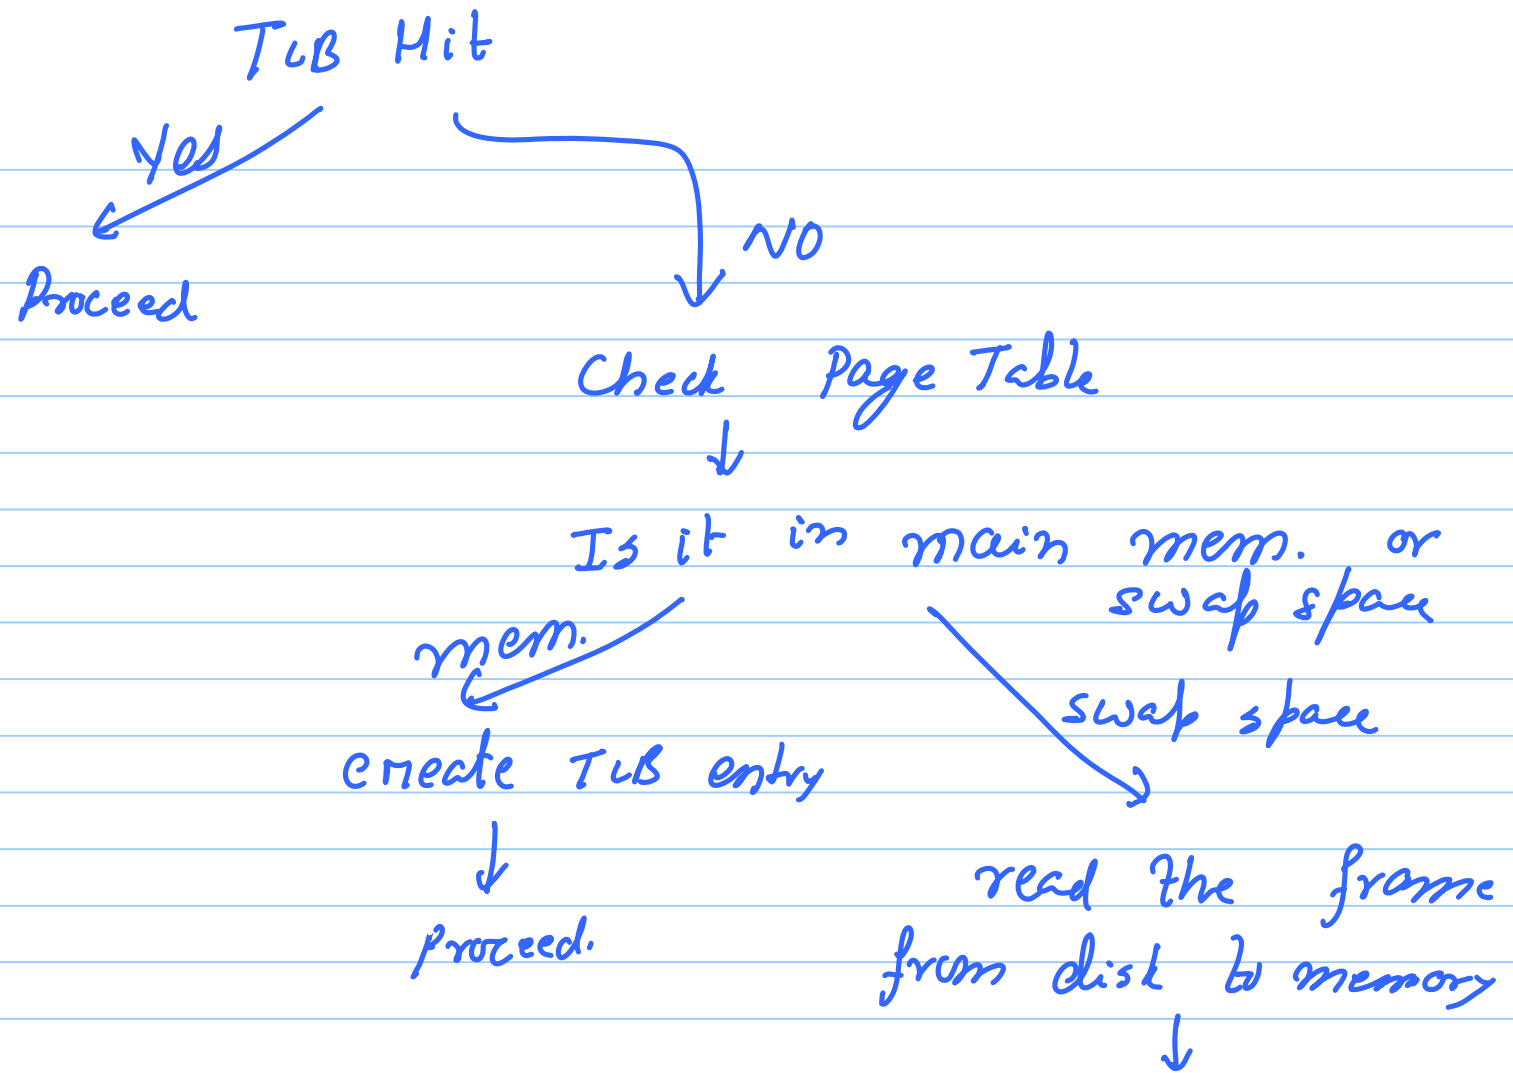 TLB Hit
Yes
NO
Proceed
Check Page Table
Is it in main mem. or
swap space
mem.
swap space
create TLB entry
read the frame
proceed.
from disk to memory